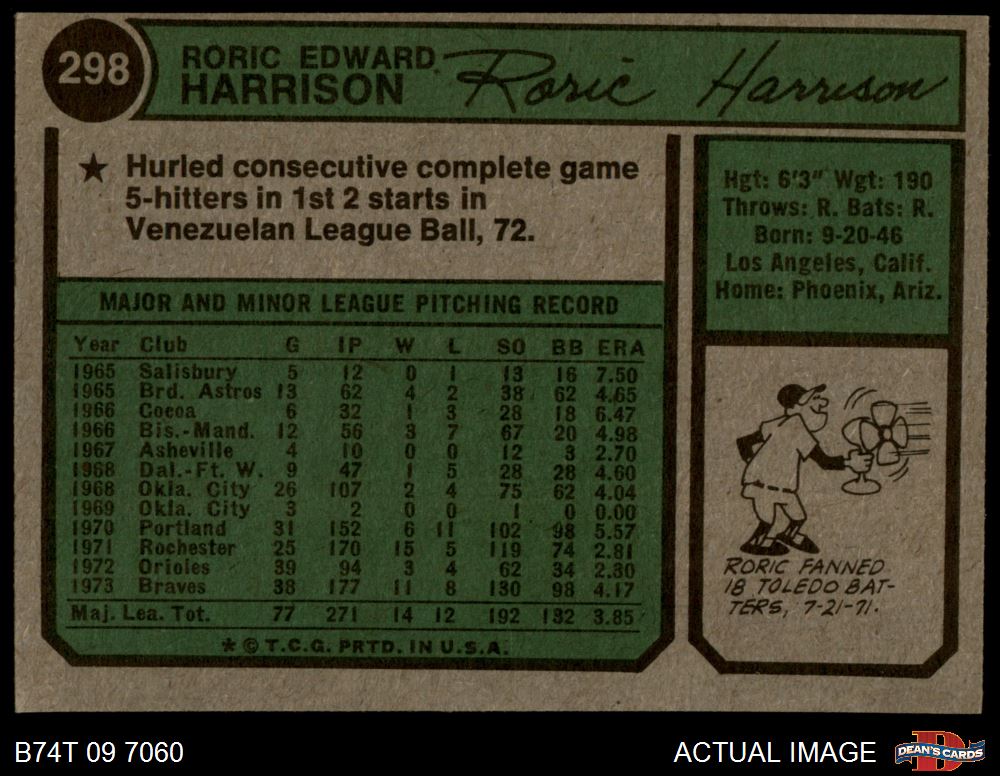 298
RORIC EDWARD
HARRISON
Roric Harrison
★ Hurled consecutive complete game
5-hitters in 1st 2 starts in
Venezuelan League Ball, 72.
Hgt: 6'3" Wgt: 190
Throws: R. Bats: R.
Born: 9-20-46
Los Angeles, Calif.
Home: Phoenix, Ariz.
MAJOR AND MINOR LEAGUE PITCHING RECORD
Year Club G IP W L SO BB ERA
1965 Salisbury 5 12 0 1 13 16 7.50
1965 Brd. Astros 13 62 4 2 38 62 4.65
1966 Cocoa 6 32 1 3 28 18 6.47
1966 Bis.-Mand. 12 56 3 7 67 20 4.98
1967 Asheville 4 10 0 0 12 3 2.70
1968 Dal.-Ft. W. 9 47 1 5 28 28 4.60
1968 Okla. City 26 107 2 4 75 62 4.04
1969 Okla. City 3 2 0 0 1 0 0.00
1970 Portland 31 152 6 11 102 98 5.57
1971 Rochester 25 170 15 5 119 74 2.81
1972 Orioles 39 94 3 4 62 34 2.30
1973 Braves 38 177 11 8 130 98 4.17
Maj. Lea. Tot. 77 271 14 12 192 132 3.85
* © T.C.G. PRTD. IN U.S.A.
RORIC FANNED
18 TOLEDO BAT-
TERS, 7-21-71.
B74T 09 7060
ACTUAL IMAGE
DEAN'S CARDS